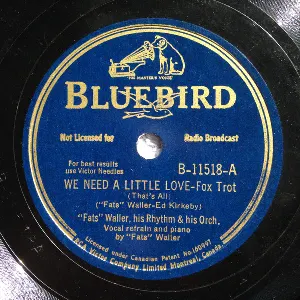 "HIS MASTER'S VOICE"
BLUEBIRD
Not Licensed for Radio Broadcast
For best results
use Victor Needles
B-11518-A
WE NEED A LITTLE LOVE-Fox Trot
(That's All)
("Fats" Waller-Ed Kirkeby)
"Fats" Waller, his Rhythm & his Orch.
Vocal refrain and piano
by "Fats" Waller
Licensed under Canadian Patent No.
RCA Victor Company Limited Montreal, Canada.